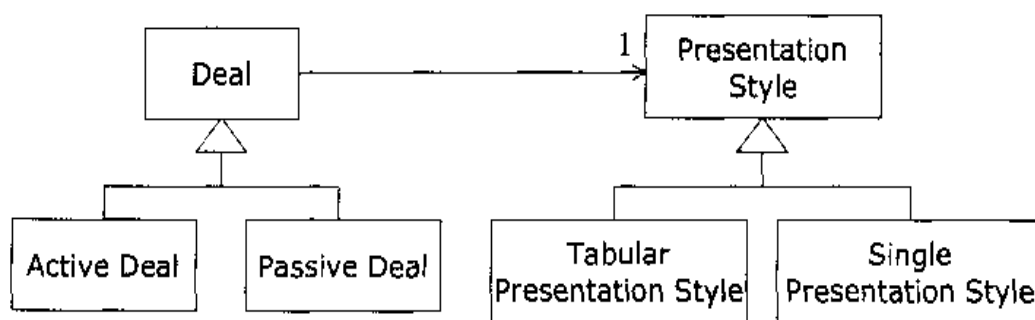 Deal
1
Presentation
Style
Active Deal
Passive Deal
Tabular
Presentation Style
Single
Presentation Style